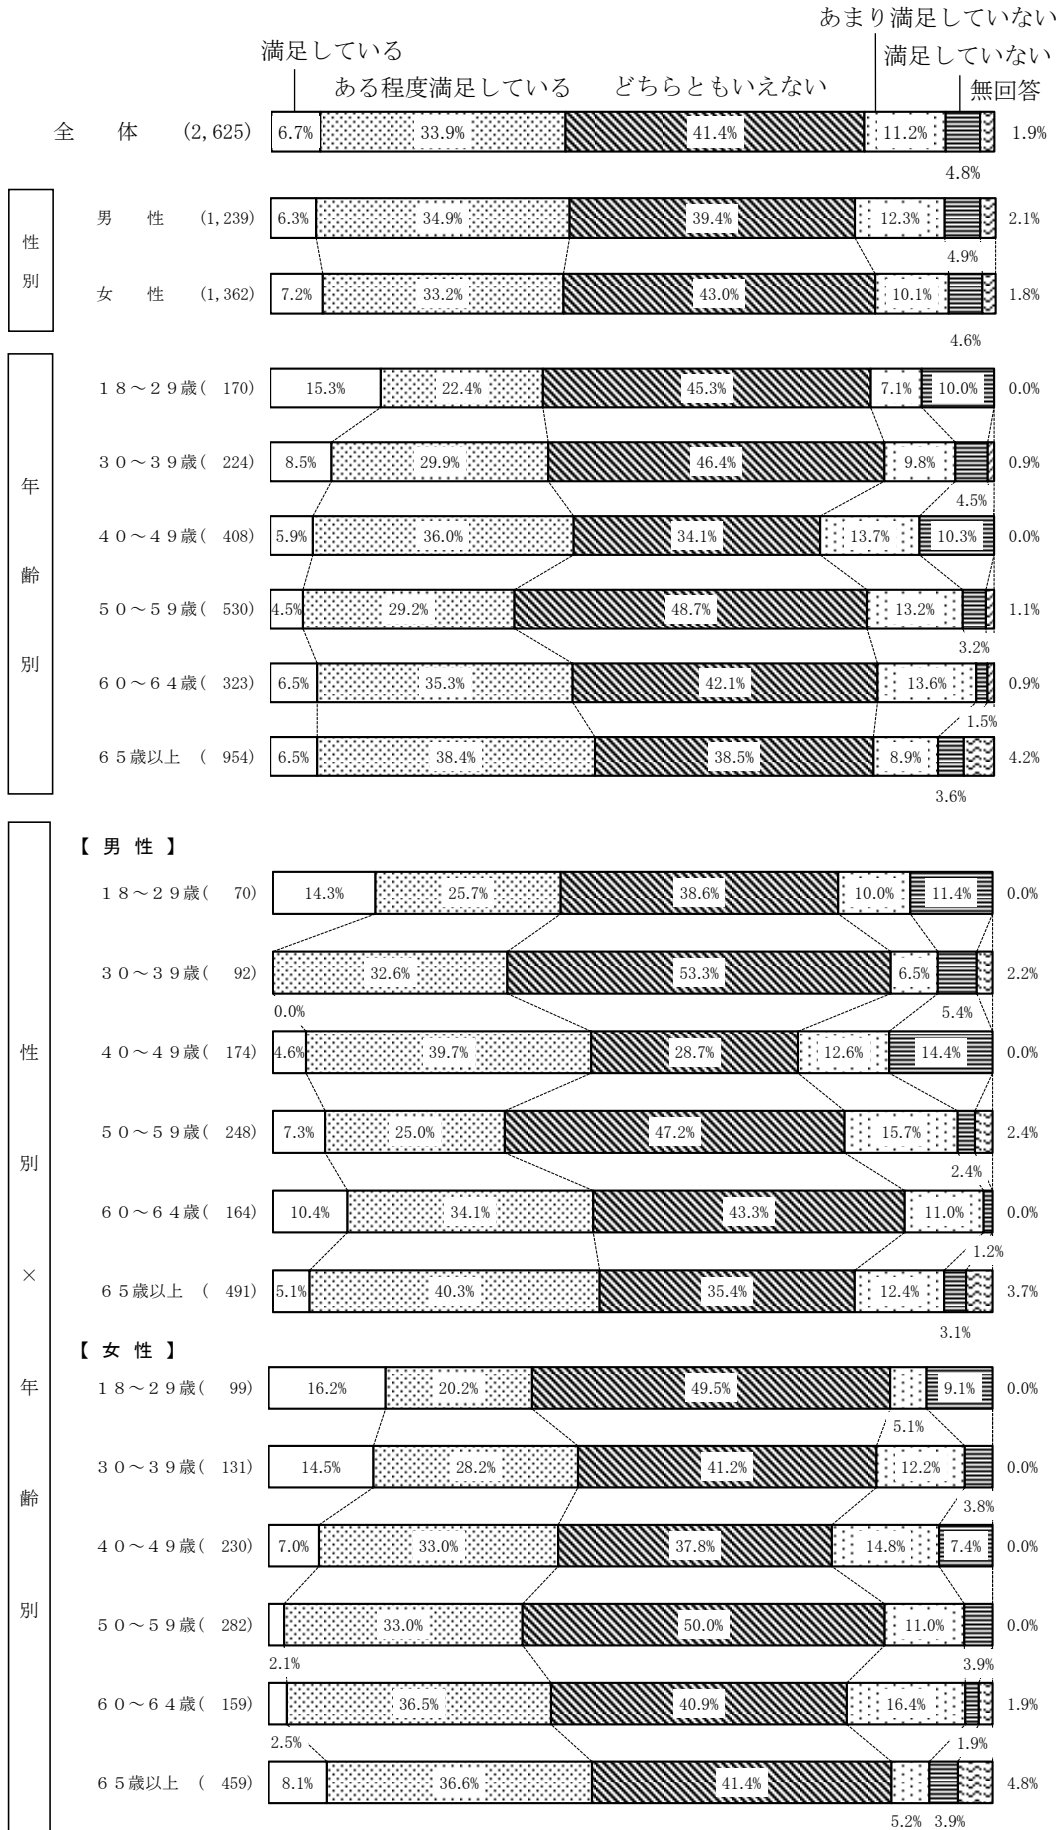 あまり満足していない
満足している 満足していない
ある程度満足している どちらともいえない 無回答
全 体 (2,625) 6.7% 33.9% 41.4% 11.2% 1.9%
4.8%
性別
男 性 (1,239) 6.3% 34.9% 39.4% 12.3% 2.1%
4.9%
女 性 (1,362) 7.2% 33.2% 43.0% 10.1% 1.8%
4.6%
年齢別
18~29歳( 170) 15.3% 22.4% 45.3% 7.1% 10.0% 0.0%
30~39歳( 224) 8.5% 29.9% 46.4% 9.8% 0.9%
4.5%
40~49歳( 408) 5.9% 36.0% 34.1% 13.7% 10.3% 0.0%
50~59歳( 530) 4.5% 29.2% 48.7% 13.2% 1.1%
3.2%
60~64歳( 323) 6.5% 35.3% 42.1% 13.6% 0.9%
1.5%
65歳以上 ( 954) 6.5% 38.4% 38.5% 8.9% 4.2%
3.6%
性別×年齢別
【 男 性 】
18~29歳( 70) 14.3% 25.7% 38.6% 10.0% 11.4% 0.0%
30~39歳( 92) 32.6% 53.3% 6.5% 2.2%
0.0% 5.4%
40~49歳( 174) 4.6% 39.7% 28.7% 12.6% 14.4% 0.0%
50~59歳( 248) 7.3% 25.0% 47.2% 15.7% 2.4%
2.4%
60~64歳( 164) 10.4% 34.1% 43.3% 11.0% 0.0%
1.2%
65歳以上 ( 491) 5.1% 40.3% 35.4% 12.4% 3.7%
3.1%
【 女 性 】
18~29歳( 99) 16.2% 20.2% 49.5% 9.1% 0.0%
5.1%
30~39歳( 131) 14.5% 28.2% 41.2% 12.2% 0.0%
3.8%
40~49歳( 230) 7.0% 33.0% 37.8% 14.8% 7.4% 0.0%
50~59歳( 282) 33.0% 50.0% 11.0% 0.0%
2.1% 3.9%
60~64歳( 159) 36.5% 40.9% 16.4% 1.9%
2.5% 1.9%
65歳以上 ( 459) 8.1% 36.6% 41.4% 4.8%
5.2% 3.9%